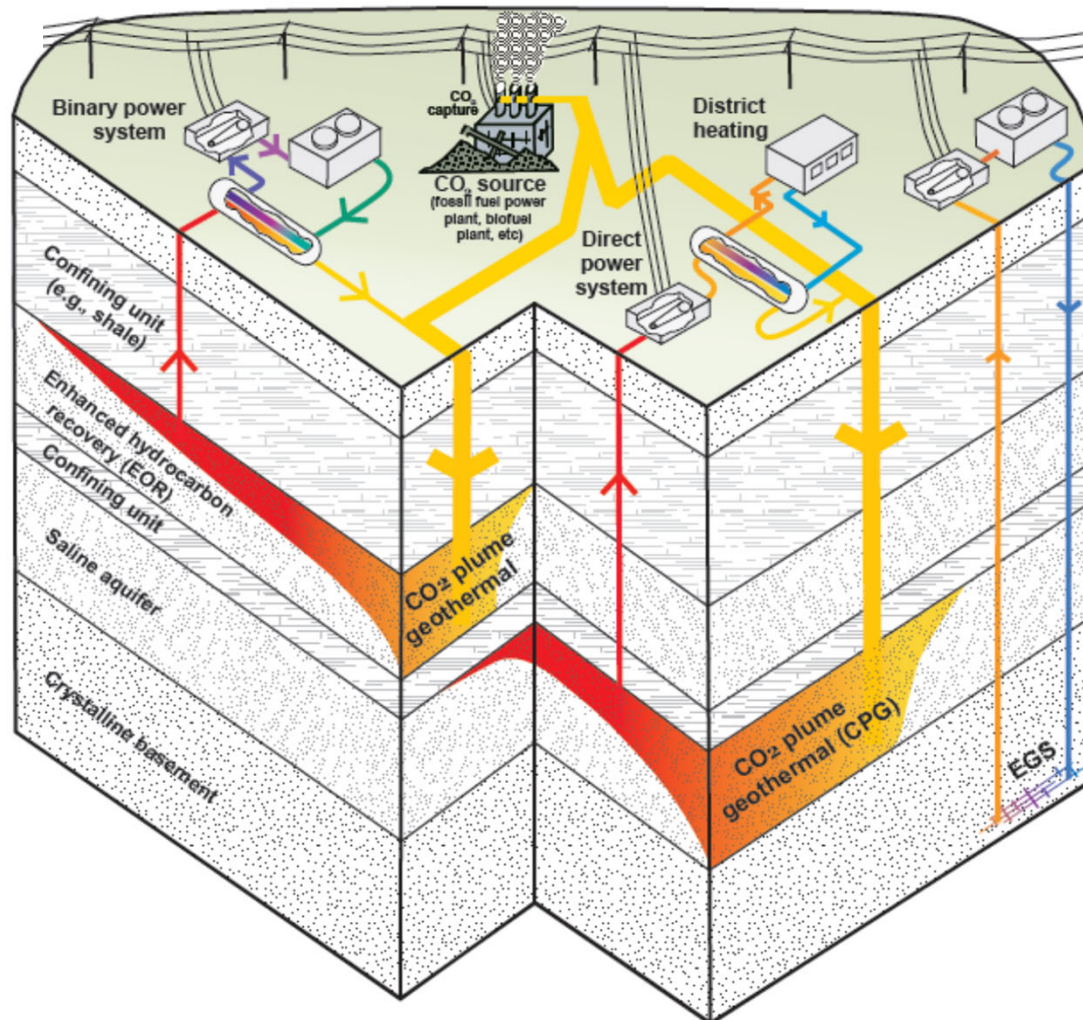 Binary power
system
CO₂
capture
CO₂ source
(fossil fuel power
plant, biofuel
plant, etc)
District
heating
Direct
power
system
Confining unit
(e.g., shale)
Enhanced hydrocarbon
recovery (EOR)
Confining unit
Saline aquifer
Crystalline basement
CO₂ plume
geothermal
CO₂ plume
geothermal (CPG)
EGS